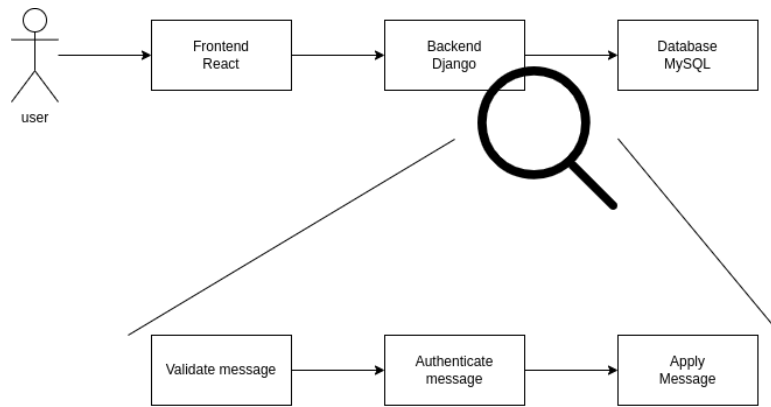 Frontend
React
Backend
Django
Database
MySQL
user
Validate message
Authenticate
message
Apply
Message